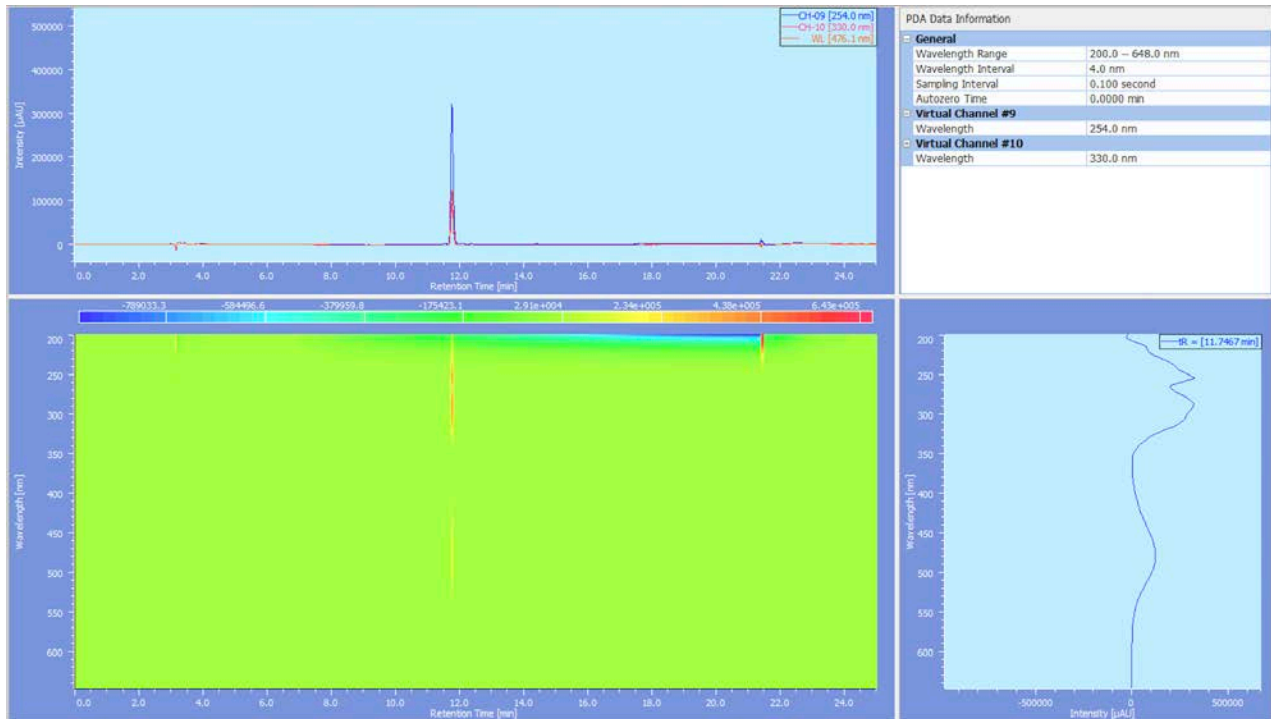 CH-09 [254.0 nm]
CH-10 [330.0 nm]
WL [476.1 nm]
500000
400000
300000
200000
100000
0
Intensity [µAU]
0.0 2.0 4.0 6.0 8.0 10.0 12.0 14.0 16.0 18.0 20.0 22.0 24.0
Retention Time [min]
PDA Data Information
General
Wavelength Range 200.0 – 648.0 nm
Wavelength Interval 4.0 nm
Sampling Interval 0.100 second
Autozero Time 0.0000 min
Virtual Channel #9
Wavelength 254.0 nm
Virtual Channel #10
Wavelength 330.0 nm
-789033.3 -584496.6 -379959.8 -175423.1 2.91e+004 2.34e+005 4.38e+005 6.43e+005
200
250
300
350
400
450
500
550
600
Wavelength [nm]
0.0 2.0 4.0 6.0 8.0 10.0 12.0 14.0 16.0 18.0 20.0 22.0 24.0
Retention Time [min]
tR = [11.7467 min]
200
250
300
350
400
450
500
550
600
Wavelength [nm]
-500000 0 500000
Intensity [µAU]